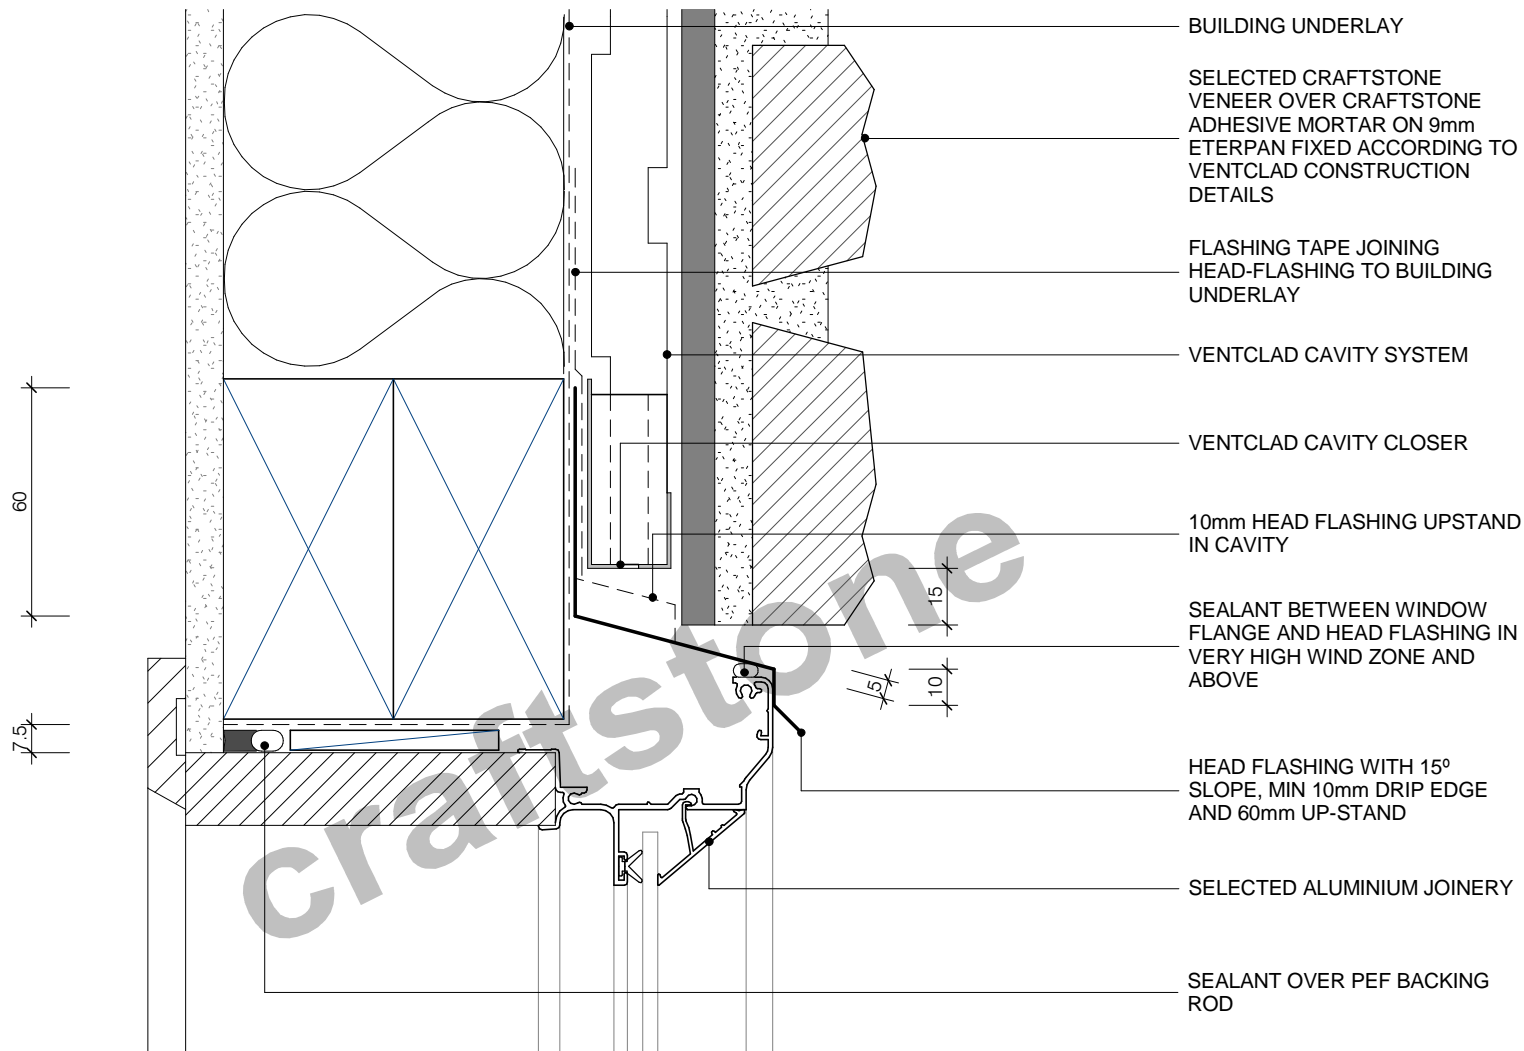 BUILDING UNDERLAY
SELECTED CRAFTSTONE
VENEER OVER CRAFTSTONE
ADHESIVE MORTAR ON 9mm
ETERPAN FIXED ACCORDING TO
VENTCLAD CONSTRUCTION
DETAILS
FLASHING TAPE JOINING
HEAD-FLASHING TO BUILDING
UNDERLAY
VENTCLAD CAVITY SYSTEM
VENTCLAD CAVITY CLOSER
60
10mm HEAD FLASHING UPSTAND
IN CAVITY
15
SEALANT BETWEEN WINDOW
FLANGE AND HEAD FLASHING IN
VERY HIGH WIND ZONE AND
ABOVE
5
10
7.5
HEAD FLASHING WITH 15º
SLOPE, MIN 10mm DRIP EDGE
AND 60mm UP-STAND
craftstone
SELECTED ALUMINIUM JOINERY
SEALANT OVER PEF BACKING
ROD